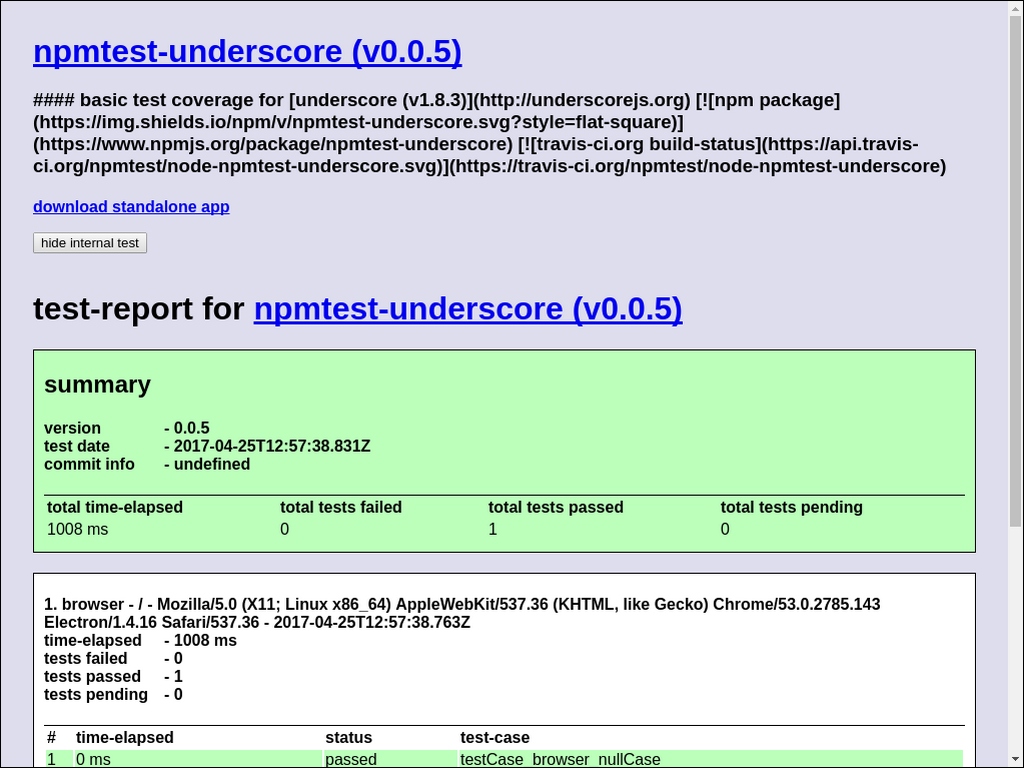 npmtest-underscore (v0.0.5)
#### basic test coverage for [underscore (v1.8.3)](http://underscorejs.org) [![npm package]
(https://img.shields.io/npm/v/npmtest-underscore.svg?style=flat-square)]
(https://www.npmjs.org/package/npmtest-underscore) [![travis-ci.org build-status](https://api.travis-
ci.org/npmtest/node-npmtest-underscore.svg)](https://travis-ci.org/npmtest/node-npmtest-underscore)
download standalone app
hide internal test
test-report for npmtest-underscore (v0.0.5)
summary
version - 0.0.5
test date - 2017-04-25T12:57:38.831Z
commit info - undefined
total time-elapsed total tests failed total tests passed total tests pending
1008 ms 0 1 0
1. browser - / - Mozilla/5.0 (X11; Linux x86_64) AppleWebKit/537.36 (KHTML, like Gecko) Chrome/53.0.2785.143
Electron/1.4.16 Safari/537.36 - 2017-04-25T12:57:38.763Z
time-elapsed - 1008 ms
tests failed - 0
tests passed - 1
tests pending - 0
# time-elapsed status test-case
1 0 ms passed testCase_browser_nullCase